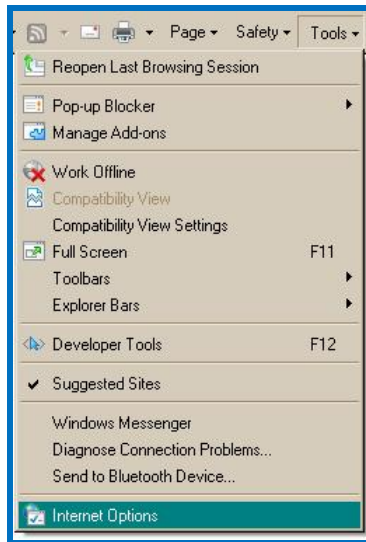 Page Safety Tools
Reopen Last Browsing Session
Pop-up Blocker
Manage Add-ons
Work Offline
Compatibility View
Compatibility View Settings
Full Screen F11
Toolbars
Explorer Bars
Developer Tools F12
Suggested Sites
Windows Messenger
Diagnose Connection Problems...
Send to Bluetooth Device...
Internet Options